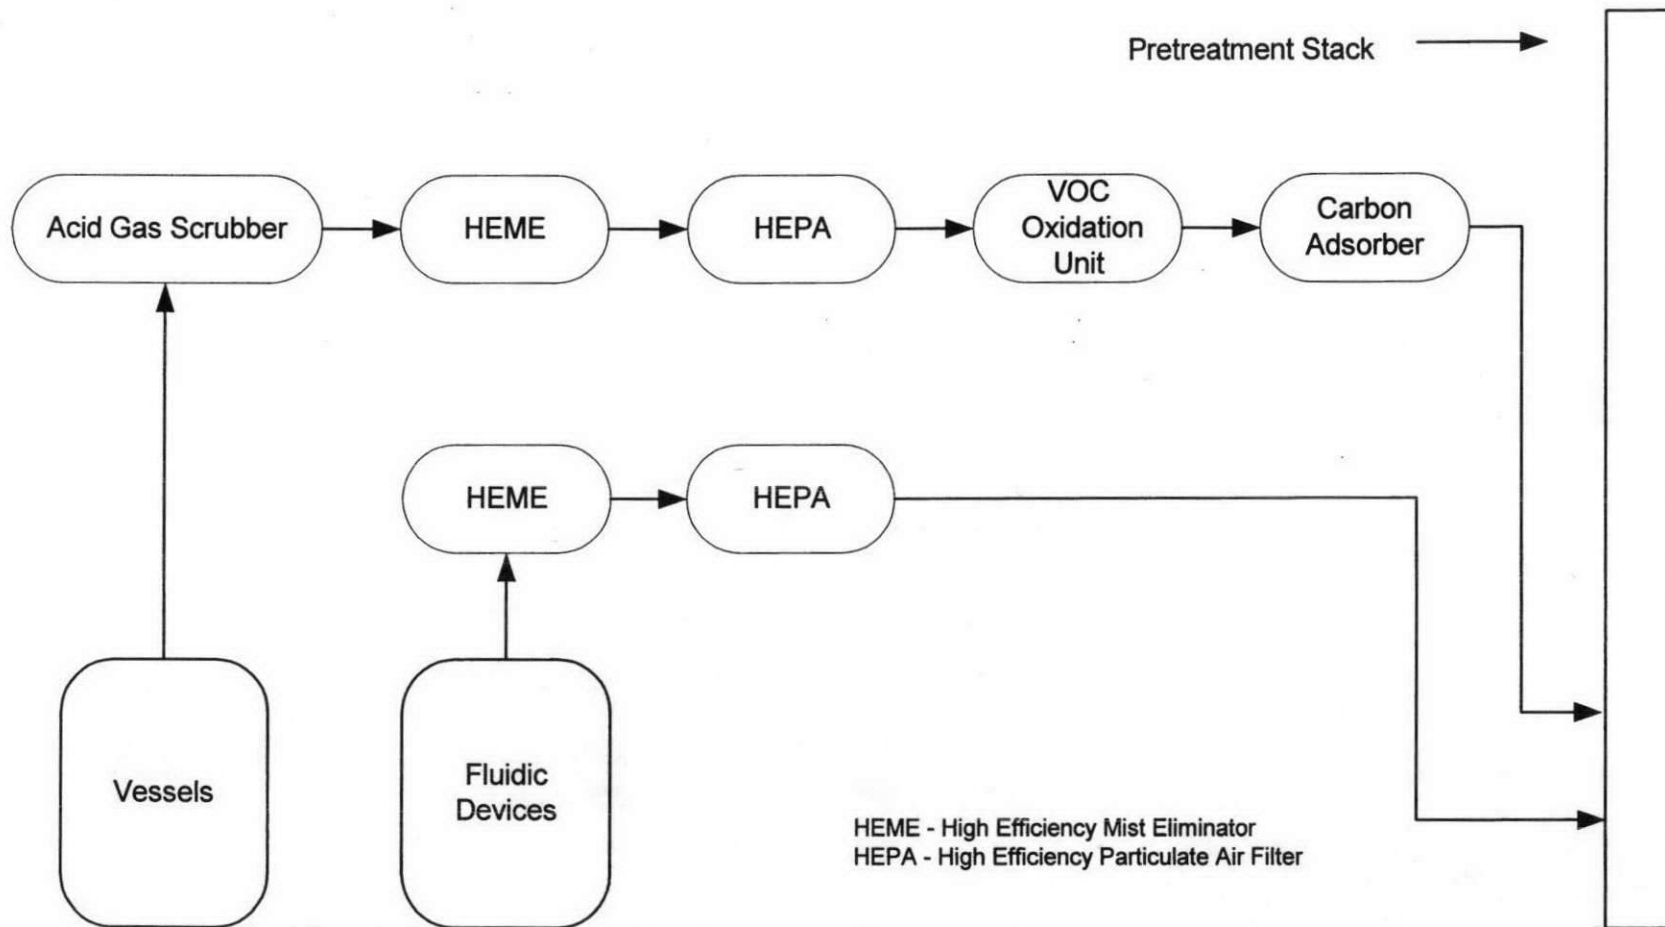 Pretreatment Stack
Acid Gas Scrubber
HEME
HEPA
VOC
Oxidation
Unit
Carbon
Adsorber
HEME
HEPA
Vessels
Fluidic
Devices
HEME - High Efficiency Mist Eliminator
HEPA - High Efficiency Particulate Air Filter